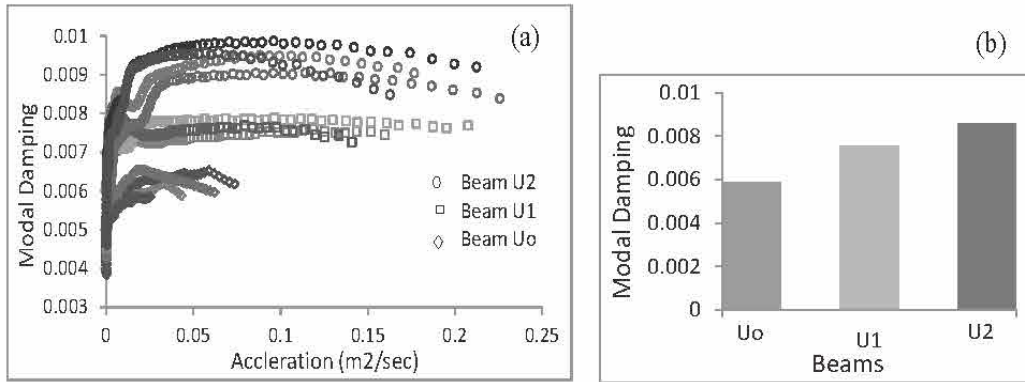 (a)
0.01
0.009
0.008
0.007
0.006
0.005
0.004
0.003
Modal Damping
Beam U2
Beam U1
Beam Uo
0
0.05
0.1
0.15
0.2
0.25
Accleration (m2/sec)
(b)
0.01
0.008
0.006
0.004
0.002
0
Modal Damping
Uo
U1
U2
Beams